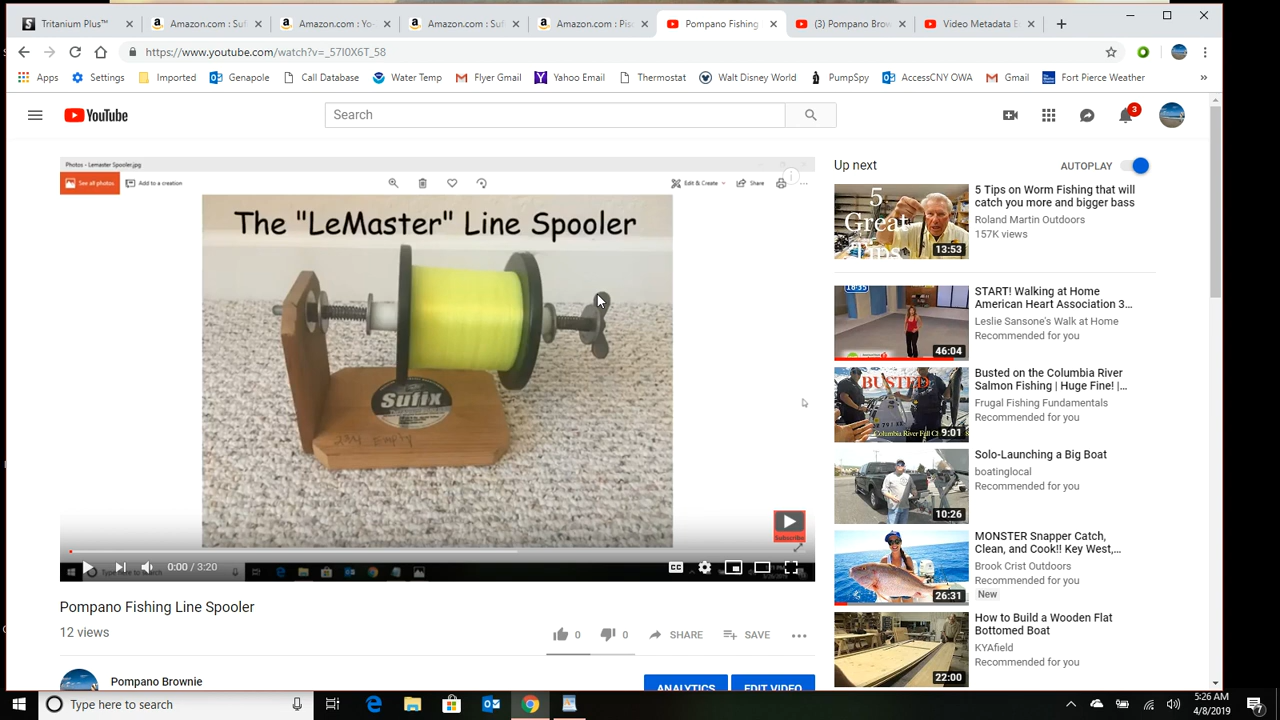 Tritanium Plus™
Amazon.com : Suf
Amazon.com : Yo-
Amazon.com : Suf
Amazon.com : Pisc
Pompano Fishing
(3) Pompano Brow
Video Metadata E
https://www.youtube.com/watch?v=_57I0X6T_58
Apps
Settings
Imported
Genapole
Call Database
Water Temp
Flyer Gmail
Yahoo Email
Thermostat
Walt Disney World
PumpSpy
AccessCNY OWA
Gmail
Fort Pierce Weather
YouTube
Search
3
Photos - Lemaster Spooler.jpg
See all photos
Add to a creation
Edit & Create
Share
The "LeMaster" Line Spooler
Sufix
Subscribe
0:00 / 3:20
CC
Type here to search
Pompano Fishing Line Spooler
12 views
0
0
SHARE
SAVE
Pompano Brownie
ANALYTICS
EDIT VIDEO
Up next
AUTOPLAY
5
Great
Tips
13:53
5 Tips on Worm Fishing that will
catch you more and bigger bass
Roland Martin Outdoors
157K views
46:04
START! Walking at Home
American Heart Association 3...
Leslie Sansone's Walk at Home
Recommended for you
BUSTED
9:01
Busted on the Columbia River
Salmon Fishing | Huge Fine! |...
Frugal Fishing Fundamentals
Recommended for you
10:26
Solo-Launching a Big Boat
boatinglocal
Recommended for you
26:31
MONSTER Snapper Catch,
Clean, and Cook!! Key West,...
Brook Crist Outdoors
Recommended for you
New
22:00
How to Build a Wooden Flat
Bottomed Boat
KYAfield
Recommended for you
Type here to search
5:26 AM
4/8/2019